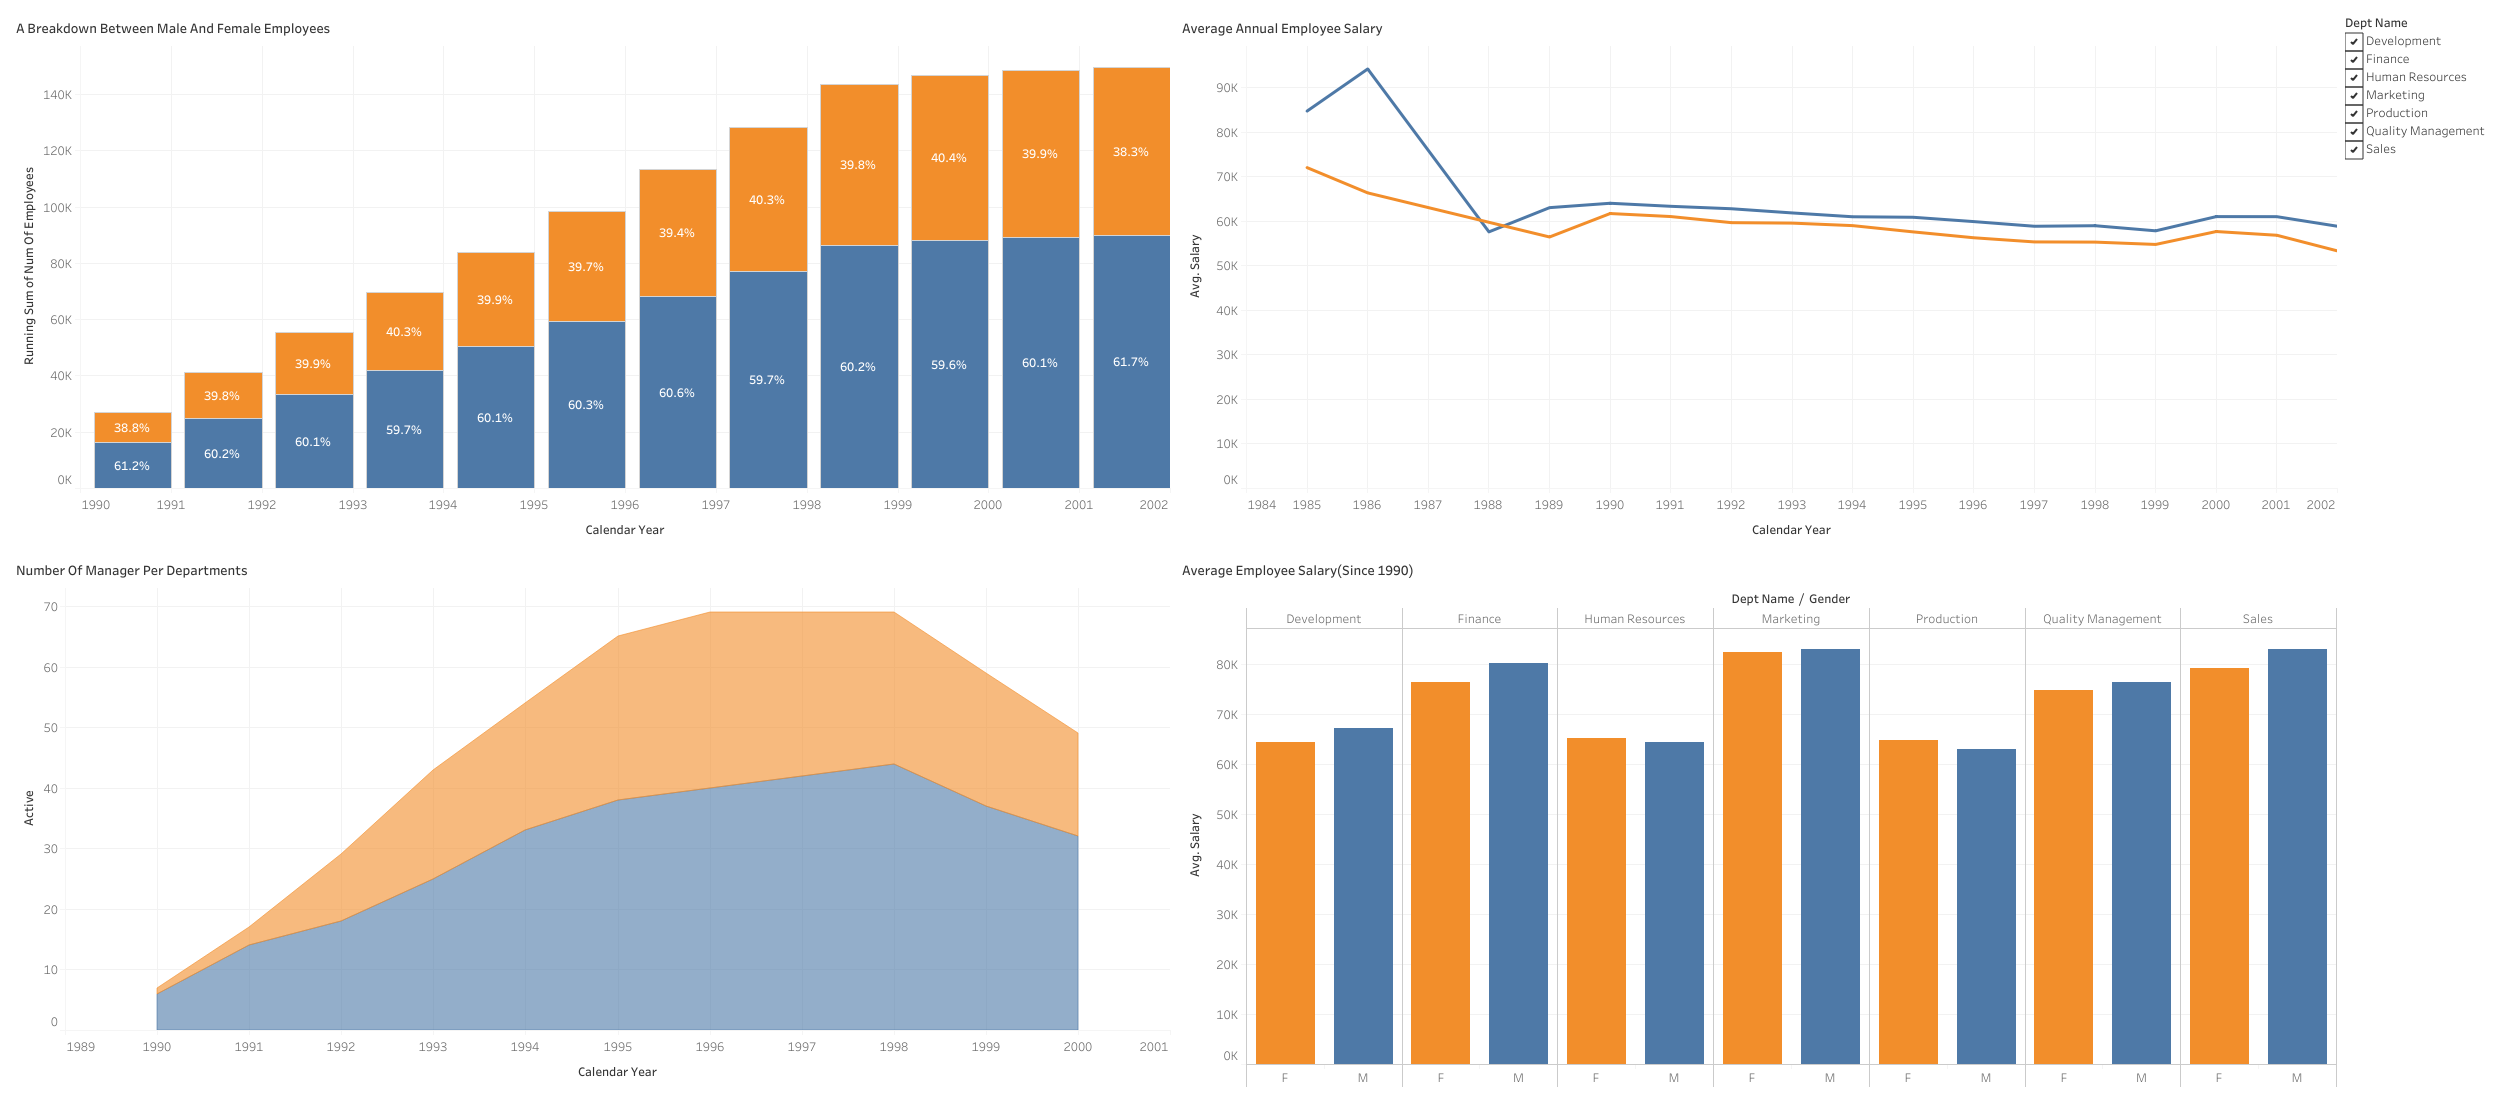 A Breakdown Between Male And Female Employees
Running Sum of Num Of Employees
140K
120K
100K
80K
60K
40K
20K
0K
38.8%
61.2%
39.8%
60.2%
39.9%
60.1%
40.3%
59.7%
39.9%
60.1%
39.7%
60.3%
39.4%
60.6%
40.3%
59.7%
39.8%
60.2%
40.4%
59.6%
39.9%
60.1%
38.3%
61.7%
1990 1991 1992 1993 1994 1995 1996 1997 1998 1999 2000 2001 2002
Calendar Year
Average Annual Employee Salary
Avg. Salary
90K
80K
70K
60K
50K
40K
30K
20K
10K
0K
1984 1985 1986 1987 1988 1989 1990 1991 1992 1993 1994 1995 1996 1997 1998 1999 2000 2001 2002
Calendar Year
Dept Name
Development
Finance
Human Resources
Marketing
Production
Quality Management
Sales
Number Of Manager Per Departments
Active
70
60
50
40
30
20
10
0
1989 1990 1991 1992 1993 1994 1995 1996 1997 1998 1999 2000 2001
Calendar Year
Average Employee Salary(Since 1990)
Dept Name / Gender
Development Finance Human Resources Marketing Production Quality Management Sales
Avg. Salary
80K
70K
60K
50K
40K
30K
20K
10K
0K
F M F M F M F M F M F M F M